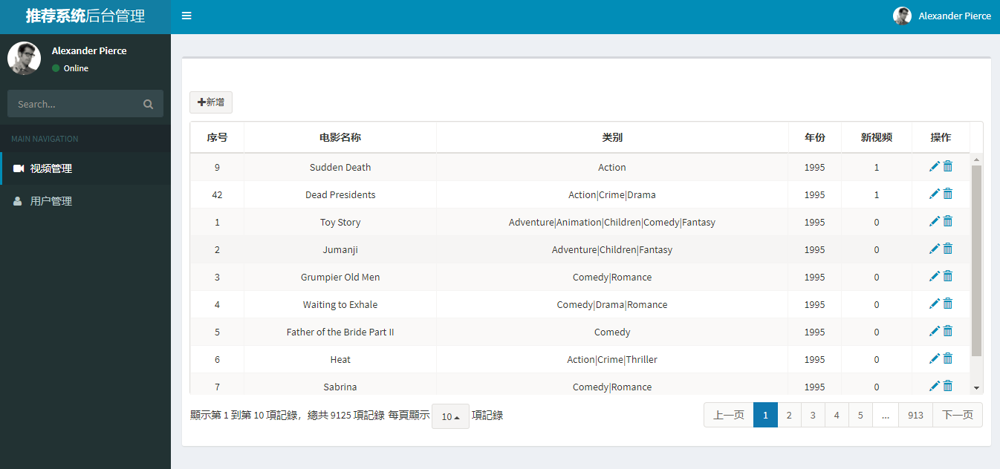 推荐系统后台管理
Alexander Pierce
Alexander Pierce
Online
Search...
MAIN NAVIGATION
视频管理
用户管理
新增
序号 电影名称 类别 年份 新视频 操作
9 Sudden Death Action 1995 1
42 Dead Presidents Action|Crime|Drama 1995 1
1 Toy Story Adventure|Animation|Children|Comedy|Fantasy 1995 0
2 Jumanji Adventure|Children|Fantasy 1995 0
3 Grumpier Old Men Comedy|Romance 1995 0
4 Waiting to Exhale Comedy|Drama|Romance 1995 0
5 Father of the Bride Part II Comedy 1995 0
6 Heat Action|Crime|Thriller 1995 0
7 Sabrina Comedy|Romance 1995 0
顯示第 1 到第 10 項記錄，總共 9125 項記錄 每頁顯示 10 項記錄
上一页 1 2 3 4 5 ... 913 下一页